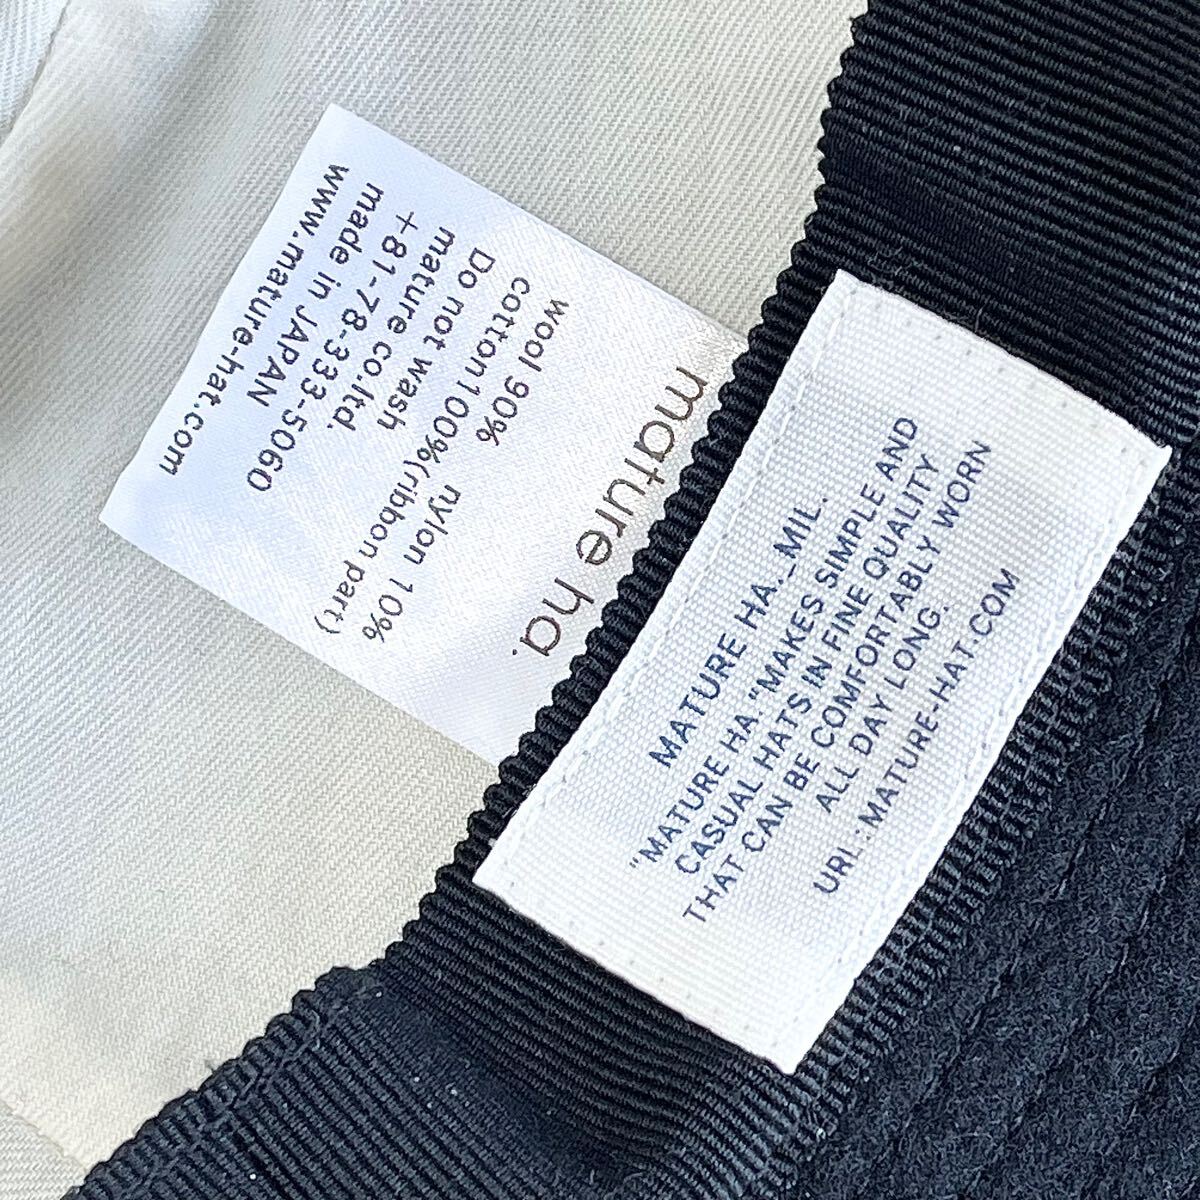 mature ha.
wool 90% nylon 10%
cotton100%(ribbon part)
Do not wash
mature co.ltd.
+81-78-333-5060
made in JAPAN
www.mature-hat.com
MATURE HA._MIL.
"MATURE HA."MAKES SIMPLE AND
CASUAL HATS IN FINE QUALITY
THAT CAN BE COMFORTABLY WORN
ALL DAY LONG.
URL:MATURE-HAT.COM